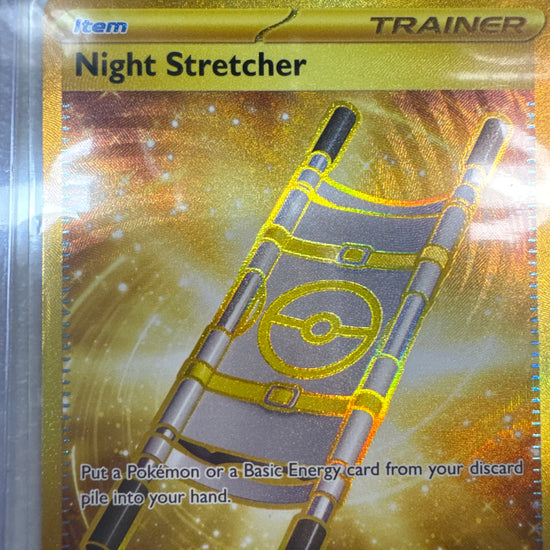 Item
TRAINER
Night Stretcher
Put a Pokémon or a Basic Energy card from your discard
pile into your hand.